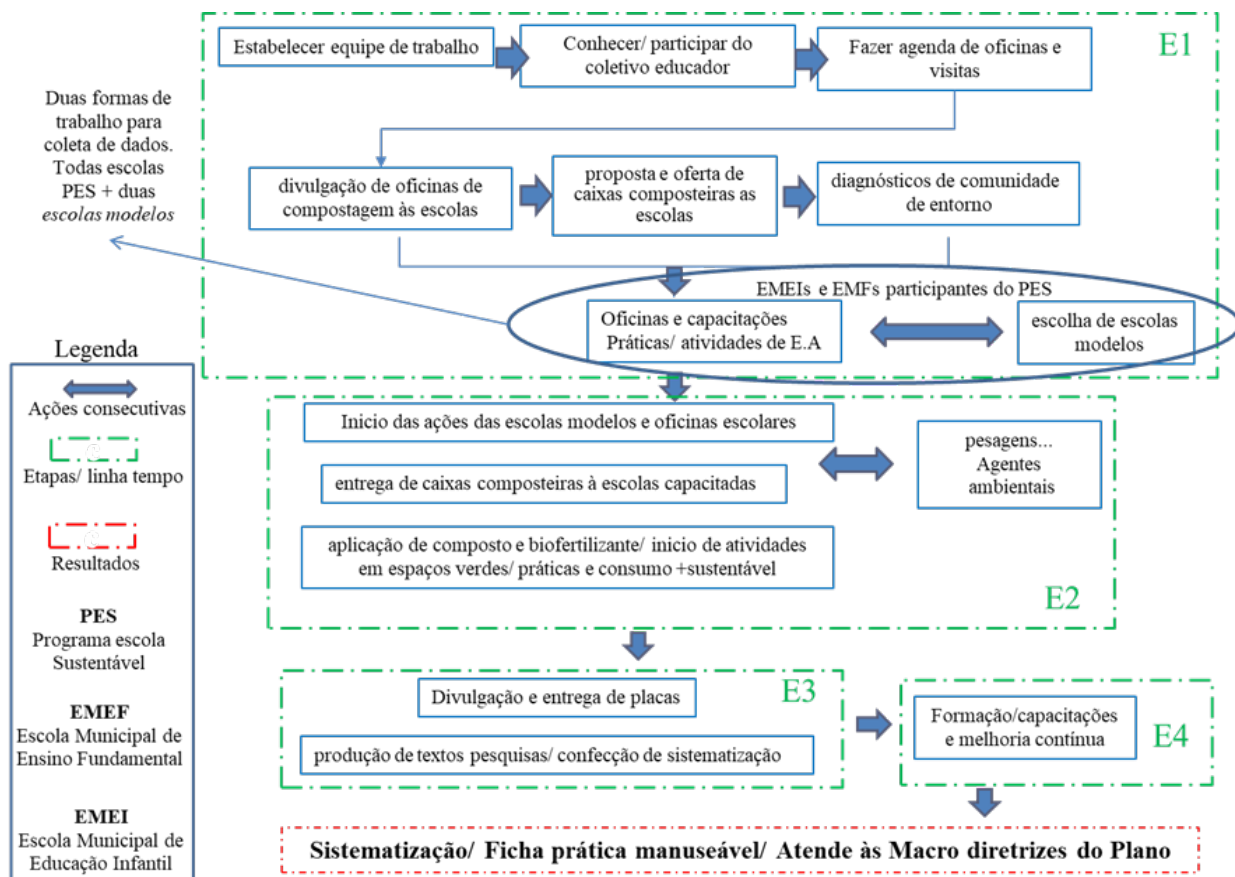 Estabelecer equipe de trabalho
Conhecer/ participar do
coletivo educador
Fazer agenda de oficinas e
visitas
E1
Duas formas de
trabalho para
coleta de dados.
Todas escolas
PES + duas
escolas modelos
divulgação de oficinas de
compostagem às escolas
proposta e oferta de
caixas composteiras as
escolas
diagnósticos de comunidade
de entorno
EMEIs e EMFs participantes do PES
Oficinas e capacitações
Práticas/ atividades de E.A
escolha de escolas
modelos
Legenda
Ações consecutivas
Etapas/ linha tempo
Resultados
PES
Programa escola
Sustentável
EMEF
Escola Municipal de
Ensino Fundamental
EMEI
Escola Municipal de
Educação Infantil
Inicio das ações das escolas modelos e oficinas escolares
entrega de caixas composteiras à escolas capacitadas
aplicação de composto e biofertilizante/ inicio de atividades
em espaços verdes/ práticas e consumo +sustentável
pesagens...
Agentes
ambientais
E2
Divulgação e entrega de placas
produção de textos pesquisas/ confecção de sistematização
E3
Formação/capacitações
e melhoria contínua
E4
Sistematização/ Ficha prática manuseável/ Atende às Macro diretrizes do Plano